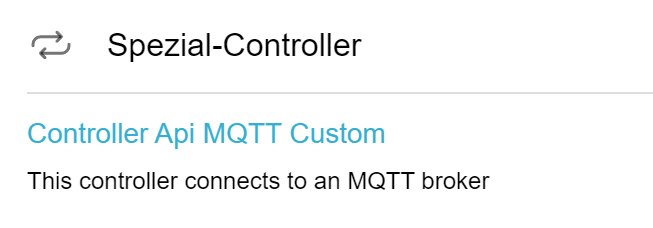 Spezial-Controller
Controller Api MQTT Custom
This controller connects to an MQTT broker